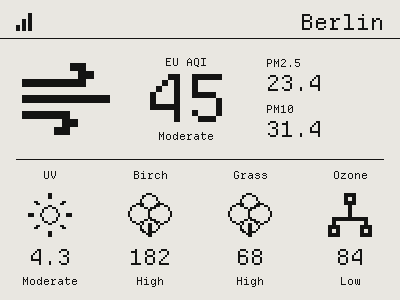 Berlin
EU AQI
45
Moderate
PM2.5
23.4
PM10
31.4
UV Birch Grass Ozone
4.3 182 68 84
Moderate High High Low